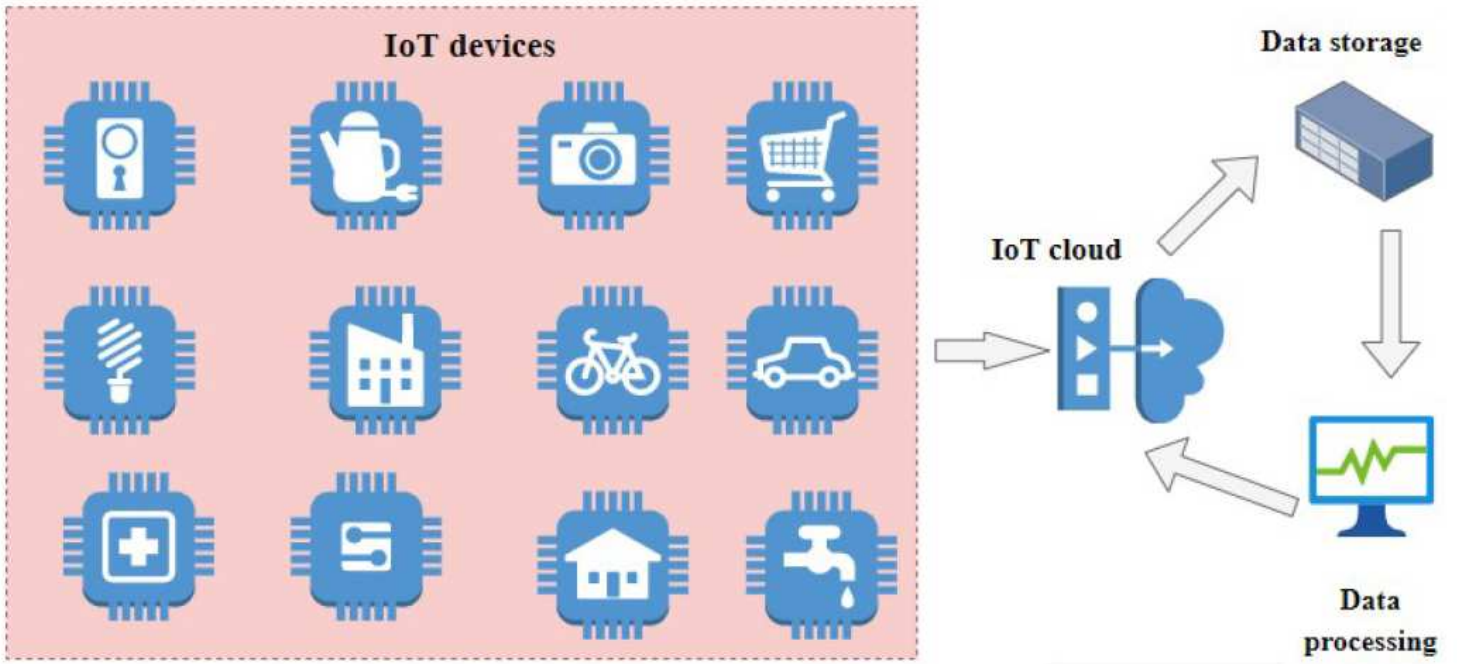 IoT devices
Data storage
IoT cloud
Data
processing